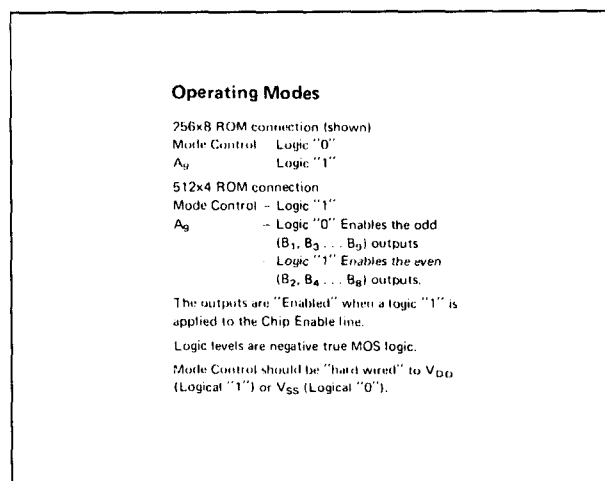 Operating Modes
256x8 ROM connection (shown)
Mode Control Logic "0"
A9 Logic "1"
512x4 ROM connection
Mode Control – Logic "1"
A9 – Logic "0" Enables the odd
(B1, B3 ... B9) outputs
- Logic "1" Enables the even
(B2, B4 ... B8) outputs.
The outputs are "Enabled" when a logic "1" is
applied to the Chip Enable line.
Logic levels are negative true MOS logic.
Mode Control should be "hard wired" to VDD
(Logical "1") or VSS (Logical "0").